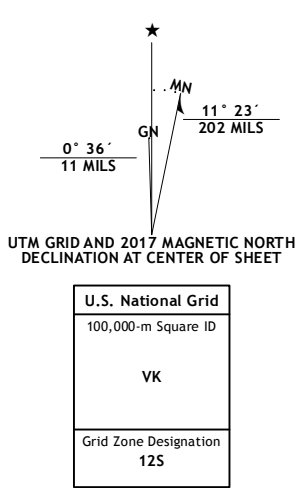 ★
MN
GN
11° 23´
202 MILS
0° 36´
11 MILS
UTM GRID AND 2017 MAGNETIC NORTH
DECLINATION AT CENTER OF SHEET
U.S. National Grid
100,000-m Square ID
VK
Grid Zone Designation
12S